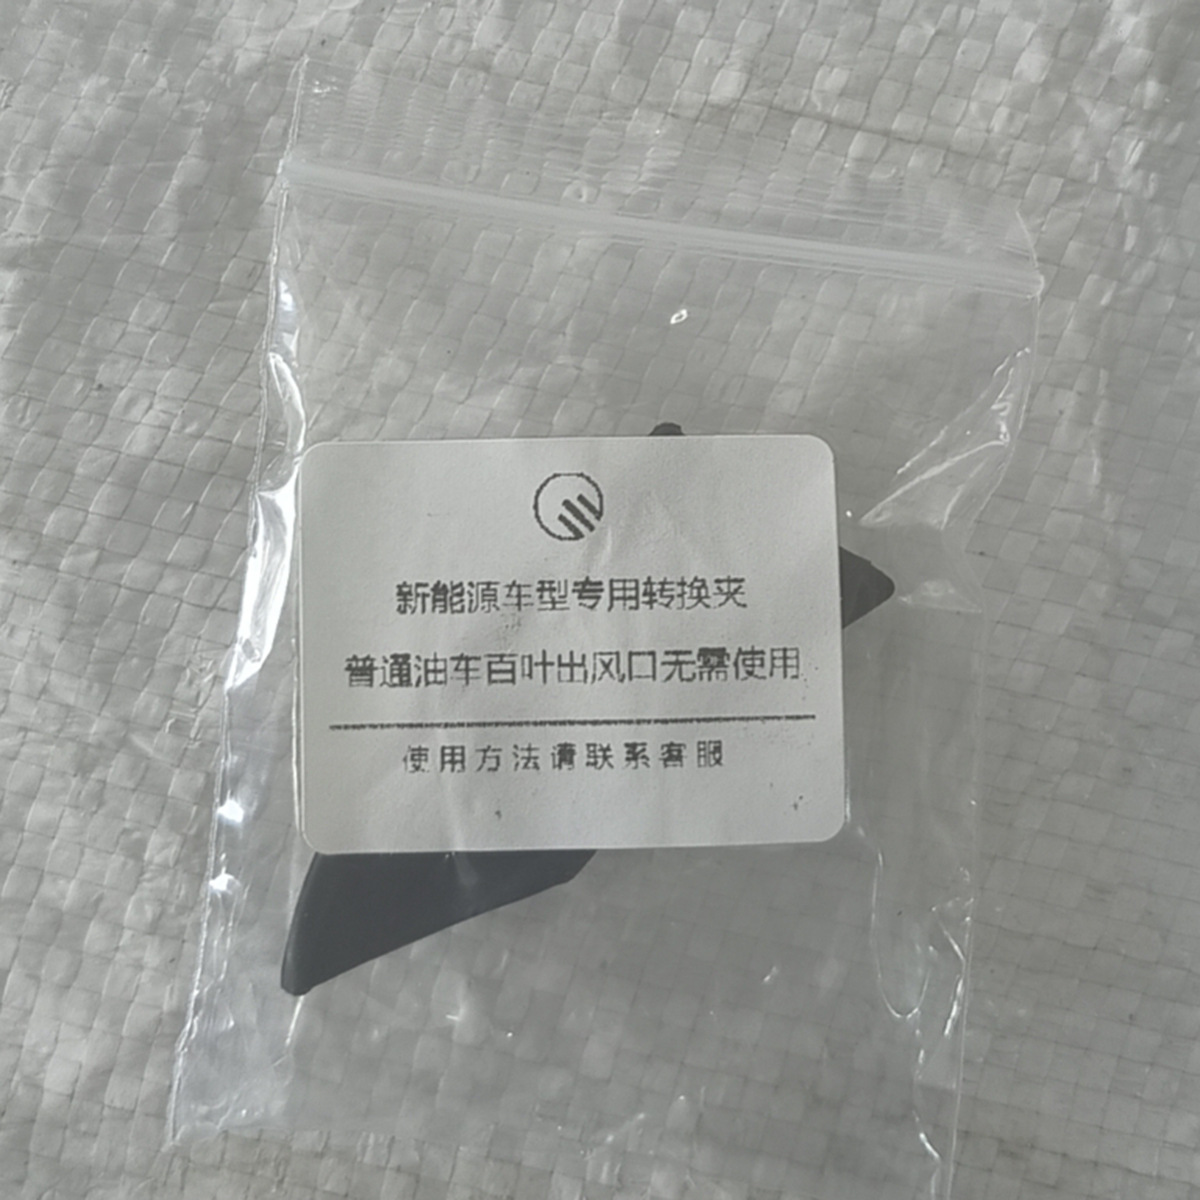 新能源车型专用转换夹
普通油车百叶出风口无需使用
使用方法请联系客服